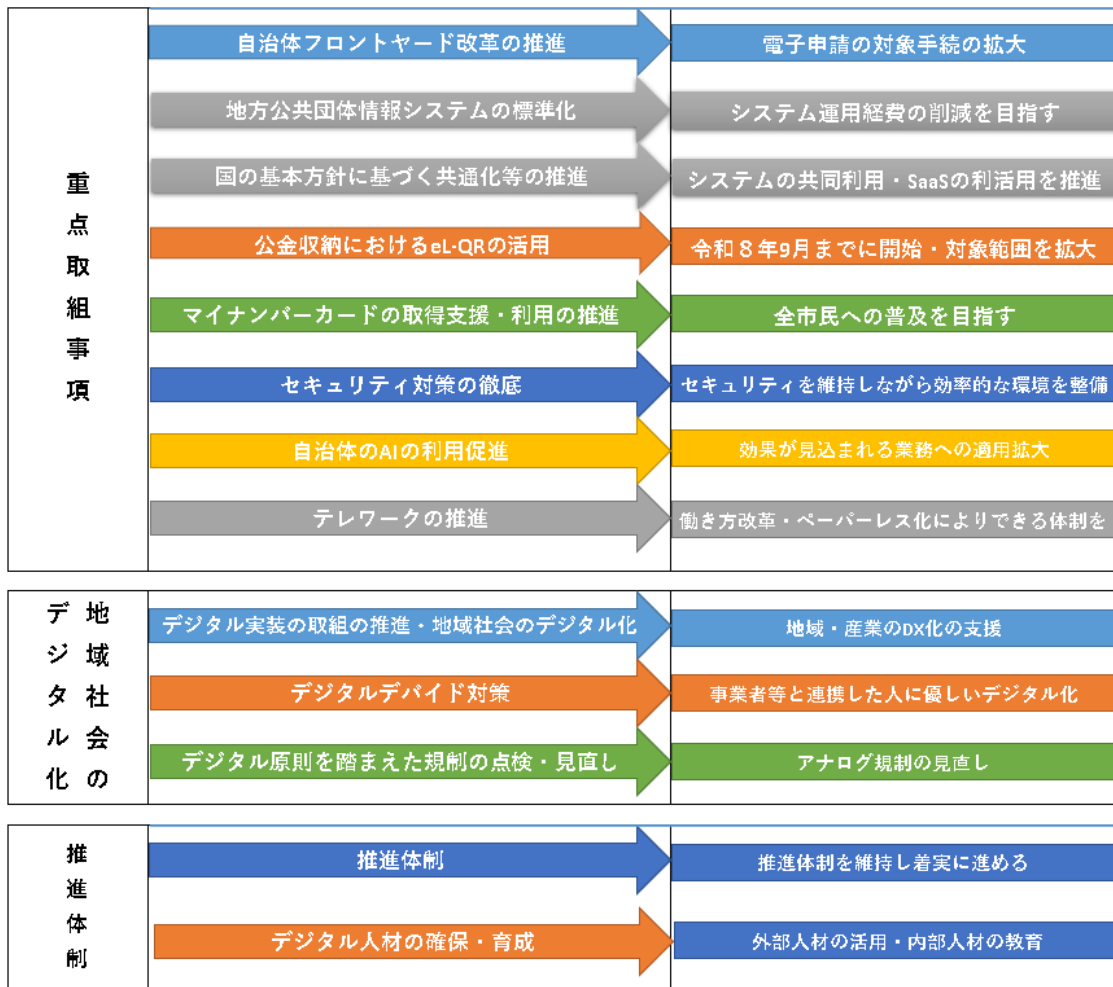 重点取組事項
自治体フロントヤード改革の推進
電子申請の対象手続の拡大
地方公共団体情報システムの標準化
システム運用経費の削減を目指す
国の基本方針に基づく共通化等の推進
システムの共同利用・SaaSの利活用を推進
公金収納におけるeL-QRの活用
令和８年9月までに開始・対象範囲を拡大
マイナンバーカードの取得支援・利用の推進
全市民への普及を目指す
セキュリティ対策の徹底
セキュリティを維持しながら効率的な環境を整備
自治体のAIの利用促進
効果が見込まれる業務への適用拡大
テレワークの推進
働き方改革・ペーパーレス化によりできる体制を
地域社会の
デジタル化
デジタル実装の取組の推進・地域社会のデジタル化
地域・産業のDX化の支援
デジタルデバイド対策
事業者等と連携した人に優しいデジタル化
デジタル原則を踏まえた規制の点検・見直し
アナログ規制の見直し
推進体制
推進体制
推進体制を維持し着実に進める
デジタル人材の確保・育成
外部人材の活用・内部人材の教育